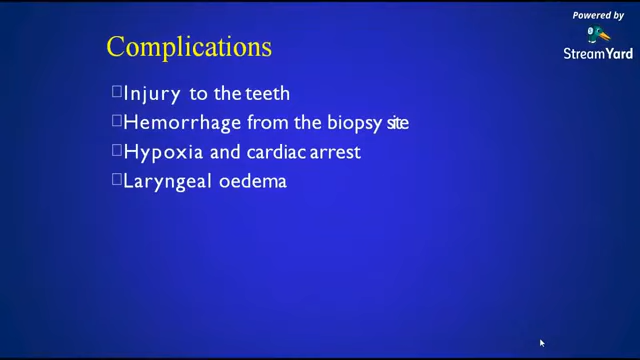 Powered by
StreamYard
Complications
Injury to the teeth
Hemorrhage from the biopsy site
Hypoxia and cardiac arrest
Laryngeal oedema